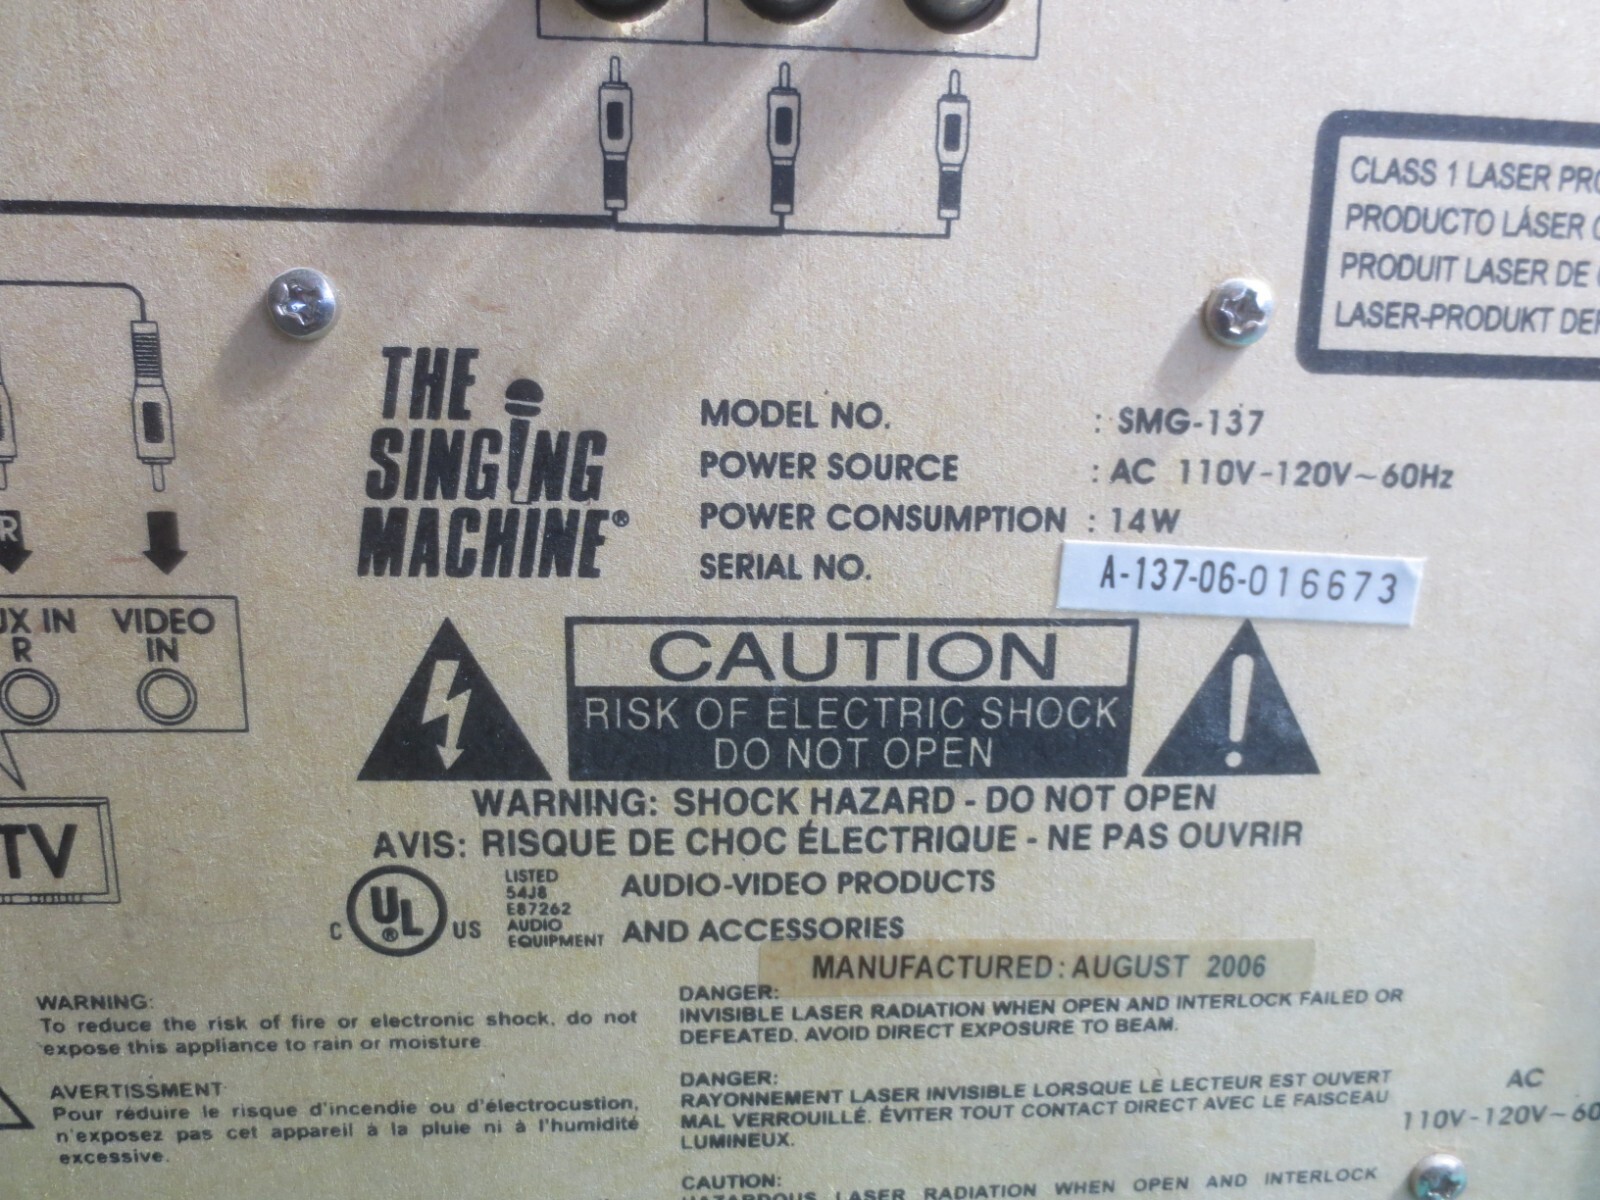 CLASS 1 LASER
PRODUCTO LÁSER
PRODUIT LASER DE
LASER-PRODUKT
THE
SINGING
MACHINE®
MODEL NO. : SMG-137
POWER SOURCE : AC 110V-120V~60Hz
POWER CONSUMPTION : 14W
SERIAL NO. A-137-06-016673
R
VIDEO
IN
R
IN
TV
CAUTION
RISK OF ELECTRIC SHOCK
DO NOT OPEN
WARNING: SHOCK HAZARD - DO NOT OPEN
AVIS: RISQUE DE CHOC ÉLECTRIQUE - NE PAS OUVRIR
C UL® US
LISTED
54J8
E87262
AUDIO
EQUIPMENT
AUDIO-VIDEO PRODUCTS
AND ACCESSORIES
MANUFACTURED: AUGUST 2006
WARNING:
To reduce the risk of fire or electronic shock, do not
expose this appliance to rain or moisture
AVERTISSMENT
Pour réduire le risque d'incendie ou d'électrocustion,
n'exposez pas cet appareil à la pluie ni à l'humidité
excessive.
DANGER:
INVISIBLE LASER RADIATION WHEN OPEN AND INTERLOCK FAILED OR
DEFEATED. AVOID DIRECT EXPOSURE TO BEAM.
DANGER:
RAYONNEMENT LASER INVISIBLE LORSQUE LE LECTEUR EST OUVERT
MAL VERROUILLÉ. ÉVITER TOUT CONTACT DIRECT AVEC LE FAISCEAU
LUMINEUX.
CAUTION:
HAZARDOUS LASER RADIATION WHEN OPEN AND INTERLOCK
AC
110V-120V~60